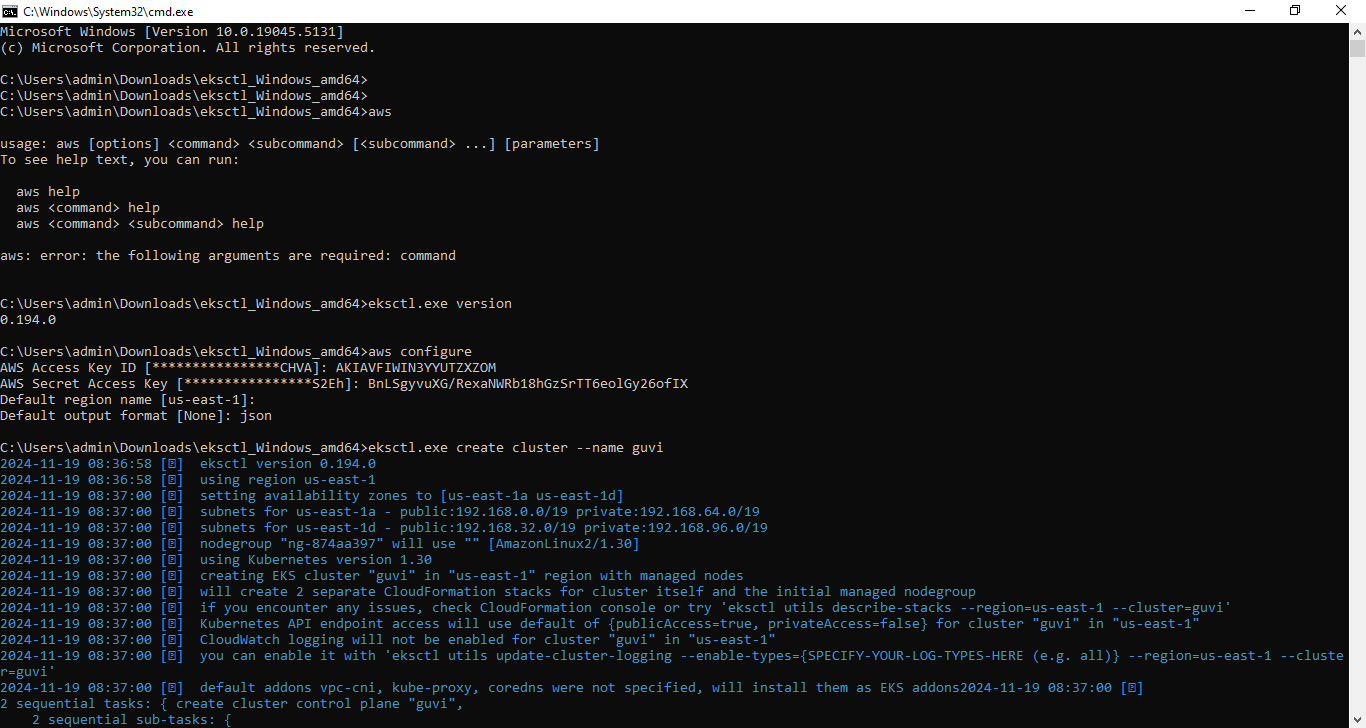 C:\Windows\System32\cmd.exe
Microsoft Windows [Version 10.0.19045.5131]
(c) Microsoft Corporation. All rights reserved.
C:\Users\admin\Downloads\eksctl_Windows_amd64>
C:\Users\admin\Downloads\eksctl_Windows_amd64>
C:\Users\admin\Downloads\eksctl_Windows_amd64>aws
usage: aws [options] <command> <subcommand> [<subcommand> ...] [parameters]
To see help text, you can run:
  aws help
  aws <command> help
  aws <command> <subcommand> help
aws: error: the following arguments are required: command
C:\Users\admin\Downloads\eksctl_Windows_amd64>eksctl.exe version
0.194.0
C:\Users\admin\Downloads\eksctl_Windows_amd64>aws configure
AWS Access Key ID [****************CHVA]: AKIAVFIWIN3YYUTZXZOM
AWS Secret Access Key [****************S2Eh]: 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
Default region name [us-east-1]:
Default output format [None]: json
C:\Users\admin\Downloads\eksctl_Windows_amd64>eksctl.exe create cluster --name guvi
2024-11-19 08:36:58 [⍰]  eksctl version 0.194.0
2024-11-19 08:36:58 [⍰]  using region us-east-1
2024-11-19 08:37:00 [⍰]  setting availability zones to [us-east-1a us-east-1d]
2024-11-19 08:37:00 [⍰]  subnets for us-east-1a - public:192.168.0.0/19 private:192.168.64.0/19
2024-11-19 08:37:00 [⍰]  subnets for us-east-1d - public:192.168.32.0/19 private:192.168.96.0/19
2024-11-19 08:37:00 [⍰]  nodegroup "ng-874aa397" will use "" [AmazonLinux2/1.30]
2024-11-19 08:37:00 [⍰]  using Kubernetes version 1.30
2024-11-19 08:37:00 [⍰]  creating EKS cluster "guvi" in "us-east-1" region with managed nodes
2024-11-19 08:37:00 [⍰]  will create 2 separate CloudFormation stacks for cluster itself and the initial managed nodegroup
2024-11-19 08:37:00 [⍰]  if you encounter any issues, check CloudFormation console or try 'eksctl utils describe-stacks --region=us-east-1 --cluster=guvi'
2024-11-19 08:37:00 [⍰]  Kubernetes API endpoint access will use default of {publicAccess=true, privateAccess=false} for cluster "guvi" in "us-east-1"
2024-11-19 08:37:00 [⍰]  CloudWatch logging will not be enabled for cluster "guvi" in "us-east-1"
2024-11-19 08:37:00 [⍰]  you can enable it with 'eksctl utils update-cluster-logging --enable-types={SPECIFY-YOUR-LOG-TYPES-HERE (e.g. all)} --region=us-east-1 --cluste
r=guvi'
2024-11-19 08:37:00 [⍰]  default addons vpc-cni, kube-proxy, coredns were not specified, will install them as EKS addons2024-11-19 08:37:00 [⍰]
2 sequential tasks: { create cluster control plane "guvi",
    2 sequential sub-tasks: {